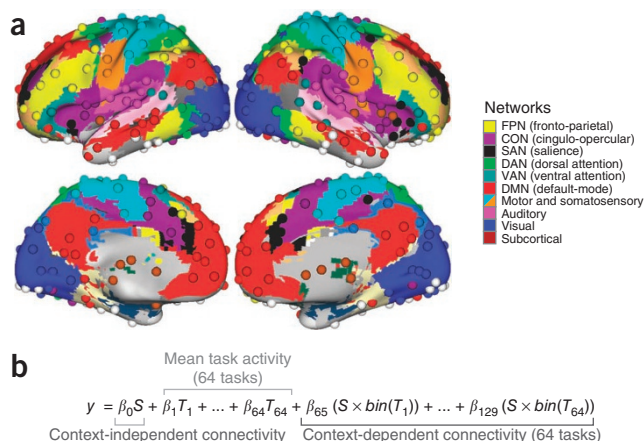 a
Networks
FPN (fronto-parietal)
CON (cingulo-opercular)
SAN (salience)
DAN (dorsal attention)
VAN (ventral attention)
DMN (default-mode)
Motor and somatosensory
Auditory
Visual
Subcortical
b
Mean task activity
(64 tasks)
y = β0S + β1T1 + ... + β64T64 + β65 (S × bin(T1)) + ... + β129 (S × bin(T64))
Context-independent connectivity Context-dependent connectivity (64 tasks)